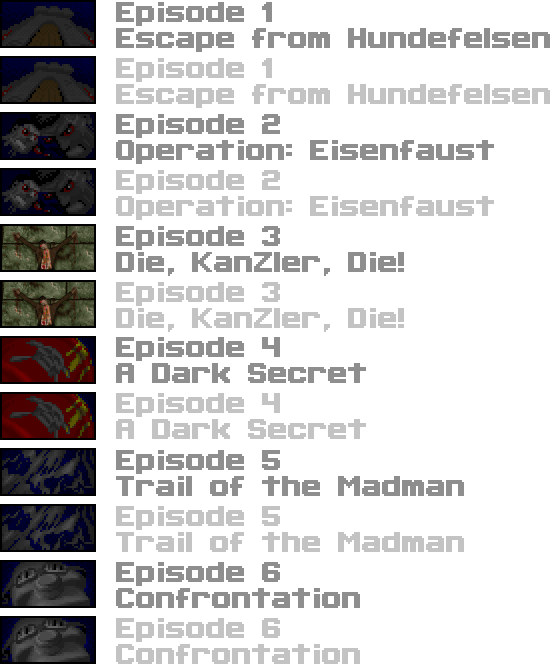 Episode 1
Escape from Hundefelsen
Episode 1
Escape from Hundefelsen
Episode 2
Operation: Eisenfaust
Episode 2
Operation: Eisenfaust
Episode 3
Die, KanZler, Die!
Episode 3
Die, KanZler, Die!
Episode 4
A Dark Secret
Episode 4
A Dark Secret
Episode 5
Trail of the Madman
Episode 5
Trail of the Madman
Episode 6
Confrontation
Episode 6
Confrontation